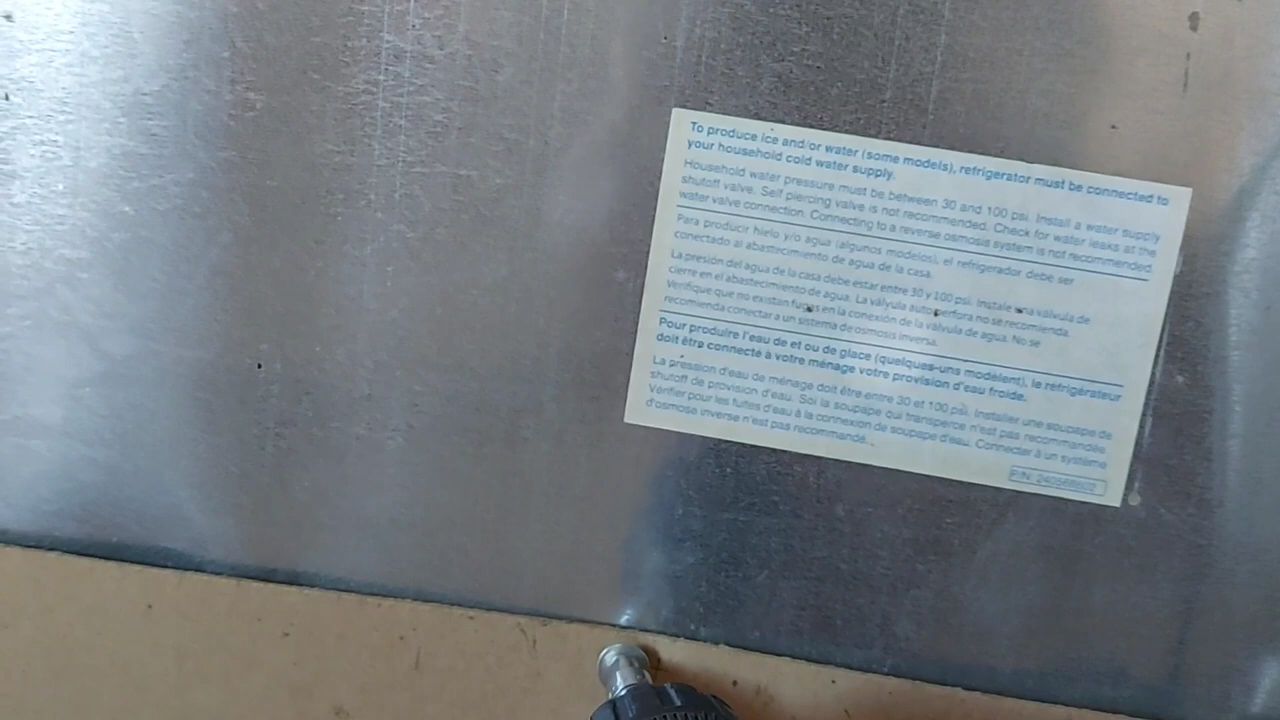 To produce ice and/or water (some models), refrigerator must be connected to
your household cold water supply.
Household water pressure must be between 30 and 100 psi. Install a water supply
shutoff valve. Self piercing valve is not recommended. Check for water leaks at the
water valve connection. Connecting to a reverse osmosis system is not recommended.
Para producir hielo y/o agua (algunos modelos), el refrigerador debe ser
conectado al abastecimiento de agua de la casa.
La presión del agua de la casa debe estar entre 30 y 100 psi. Instale una válvula de
cierre en el abastecimiento de agua. La válvula auto perfora no se recomienda.
Verifique que no existan fugas en la conexión de la válvula de agua. No se
recomienda conectar a un sistema de osmosis inversa.
Pour produire l'eau de et ou de glace (quelques-uns modèlent), le réfrigérateur
doit être connecté à votre ménage votre provision d'eau froide.
La pression d'eau de ménage doit être entre 30 et 100 psi. Installer une soupape de
shutoff de provision d'eau. Soi la soupape qui transperce n'est pas recommandée.
Vérifier pour les fuites d'eau à la connexion de soupape d'eau. Connecter à un système
d'osmose inverse n'est pas recommandé.
P/N: